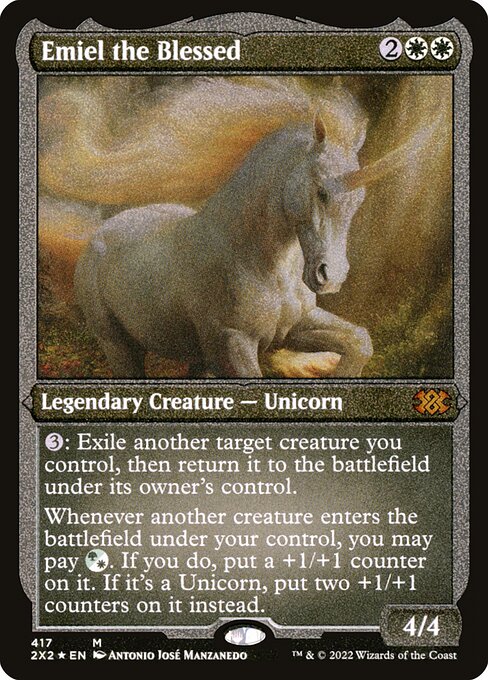 Emiel the Blessed 2
Legendary Creature — Unicorn
3: Exile another target creature you
control, then return it to the battlefield
under its owner's control.
Whenever another creature enters the
battlefield under your control, you may
pay . If you do, put a +1/+1 counter
on it. If it's a Unicorn, put two +1/+1
counters on it instead.
4/4
417 M
2X2 ★ EN Antonio José Manzanedo
™ & © 2022 Wizards of the Coast